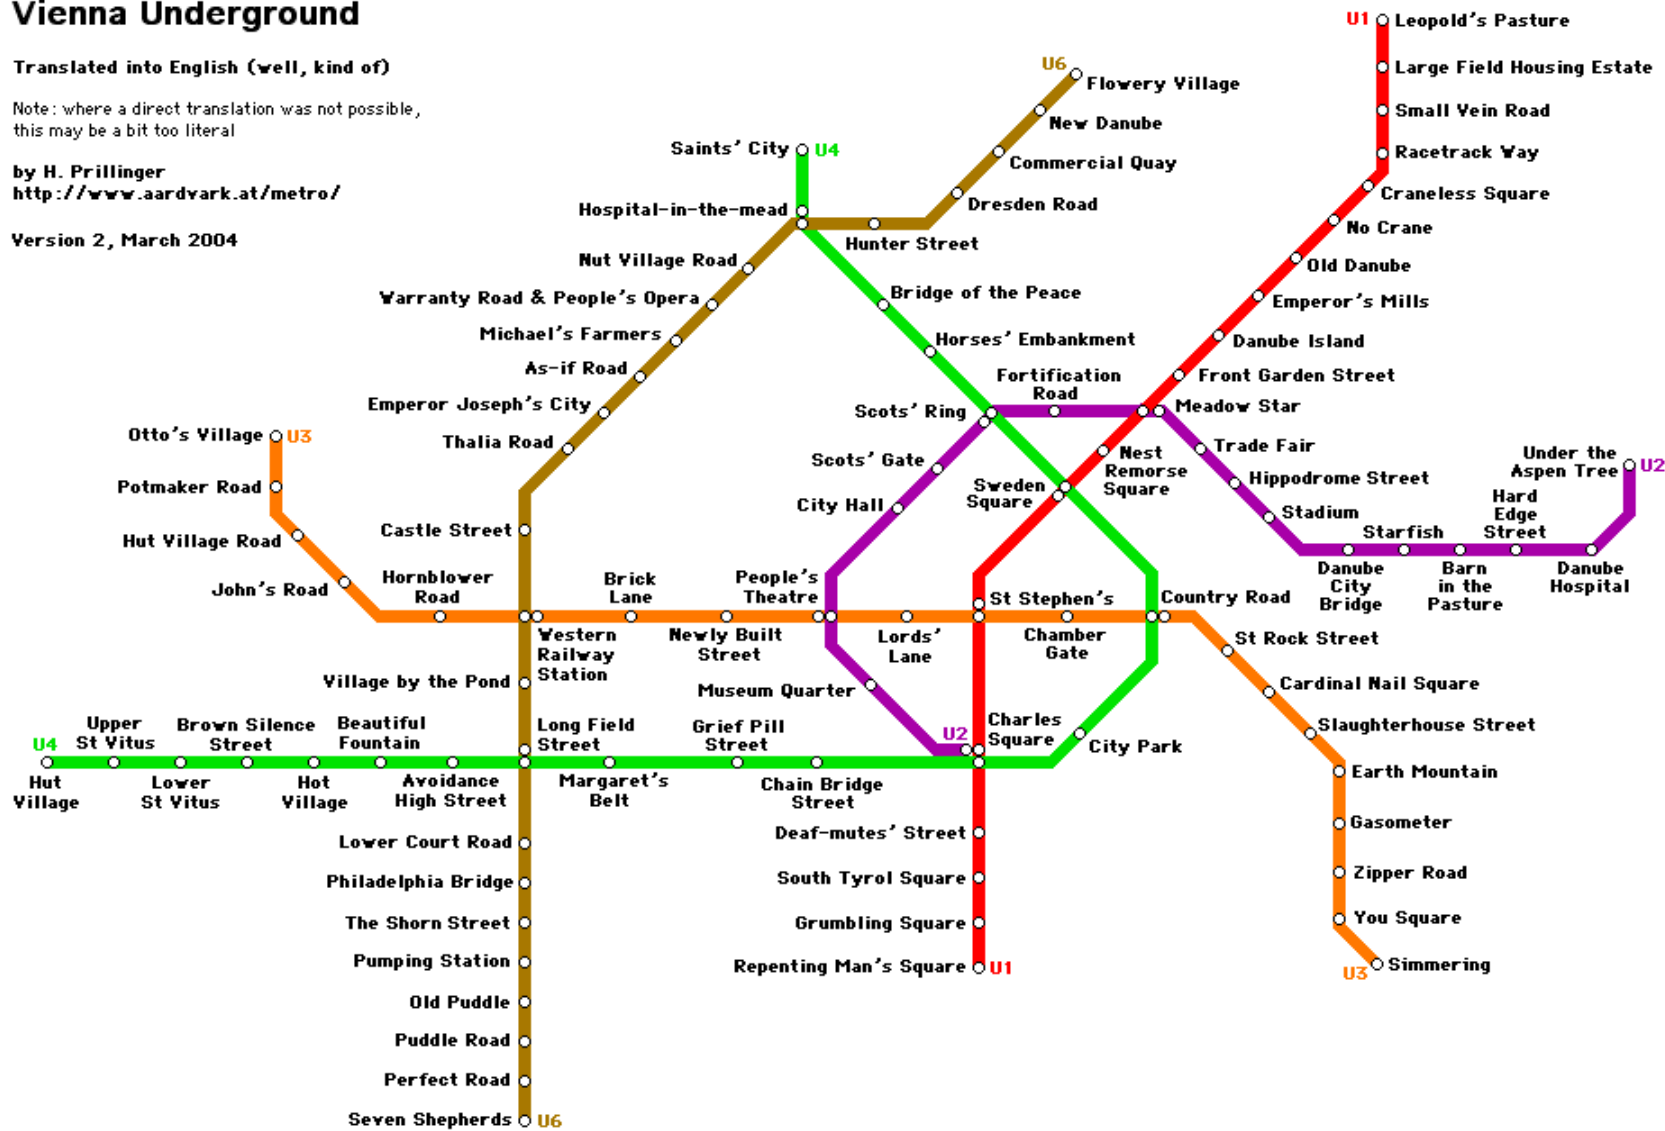 Vienna Underground
Translated into English (well, kind of)
Note: where a direct translation was not possible,
this may be a bit too literal
by H. Prillinger
http://www.aardvark.at/metro/
Version 2, March 2004
U1
Leopold's Pasture
Large Field Housing Estate
Small Vein Road
Racetrack Way
Craneless Square
No Crane
Old Danube
Emperor's Mills
Danube Island
Front Garden Street
Meadow Star
Nest
Remorse
Square
Sweden
Square
St Stephen's
Charles
Square
Deaf-mutes' Street
South Tyrol Square
Grumbling Square
Repenting Man's Square
U1
U6
Flowery Village
New Danube
Commercial Quay
Dresden Road
Hunter Street
Saints' City
U4
Hospital-in-the-mead
Nut Village Road
Warranty Road & People's Opera
Michael's Farmers
As-if Road
Emperor Joseph's City
Thalia Road
Castle Street
Western
Railway
Station
Village by the Pond
Long Field
Street
Lower Court Road
Philadelphia Bridge
The Shorn Street
Pumping Station
Old Puddle
Puddle Road
Perfect Road
Seven Shepherds
U6
Bridge of the Peace
Horses' Embankment
Fortification
Road
Scots' Ring
Scots' Gate
City Hall
People's
Theatre
Museum Quarter
U2
Trade Fair
Hippodrome Street
Stadium
Danube
City
Bridge
Starfish
Barn
in the
Pasture
Hard
Edge
Street
Danube
Hospital
Under the
Aspen Tree
U2
Otto's Village
U3
Potmaker Road
Hut Village Road
John's Road
Hornblower
Road
Brick
Lane
Newly Built
Street
Lords'
Lane
Chamber
Gate
Country Road
St Rock Street
Cardinal Nail Square
Slaughterhouse Street
Earth Mountain
Gasometer
Zipper Road
You Square
U3
Simmering
U4
Hut
Village
Upper
St Vitus
Lower
St Vitus
Brown Silence
Street
Hot
Village
Beautiful
Fountain
Avoidance
High Street
Margaret's
Belt
Grief Pill
Street
Chain Bridge
Street
City Park